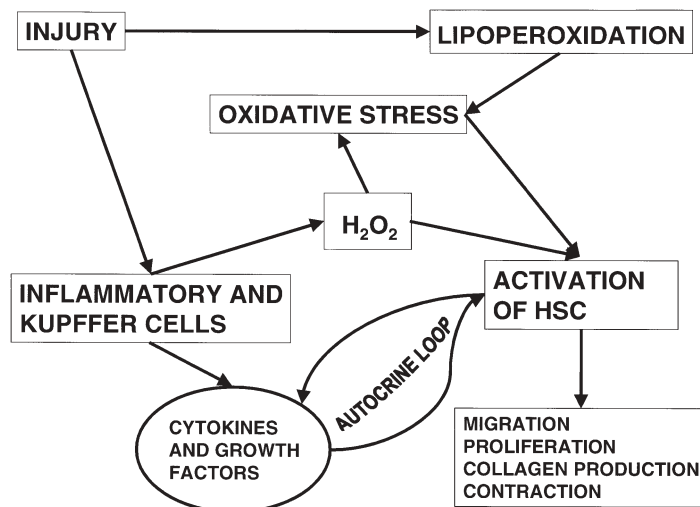 INJURY
LIPOPEROXIDATION
OXIDATIVE STRESS
H₂O₂
INFLAMMATORY AND
KUPFFER CELLS
ACTIVATION
OF HSC
AUTOCRINE LOOP
CYTOKINES
AND GROWTH
FACTORS
MIGRATION
PROLIFERATION
COLLAGEN PRODUCTION
CONTRACTION